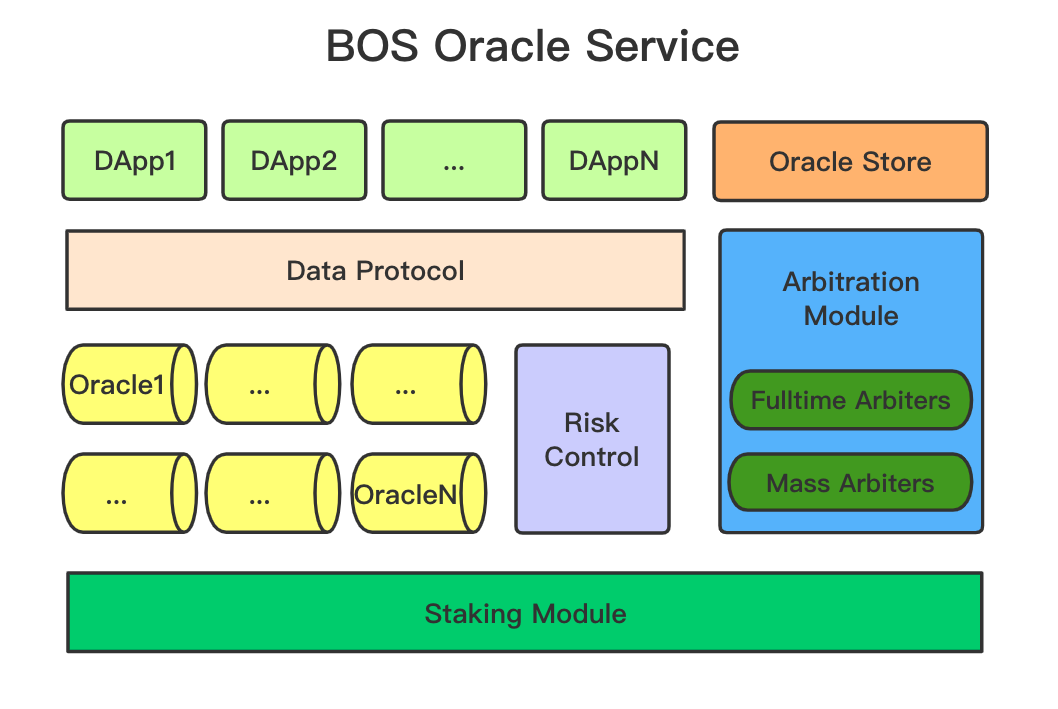 BOS Oracle Service
DApp1
DApp2
...
DAppN
Oracle Store
Data Protocol
Arbitration
Module
Oracle1
...
...
Risk
Control
Fulltime Arbiters
...
...
OracleN
Mass Arbiters
Staking Module